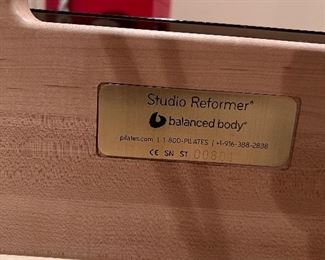 Studio Reformer®
balanced body®
pilates.com | 1-800-PILATES | +1-916-388-2838
CE SN ST